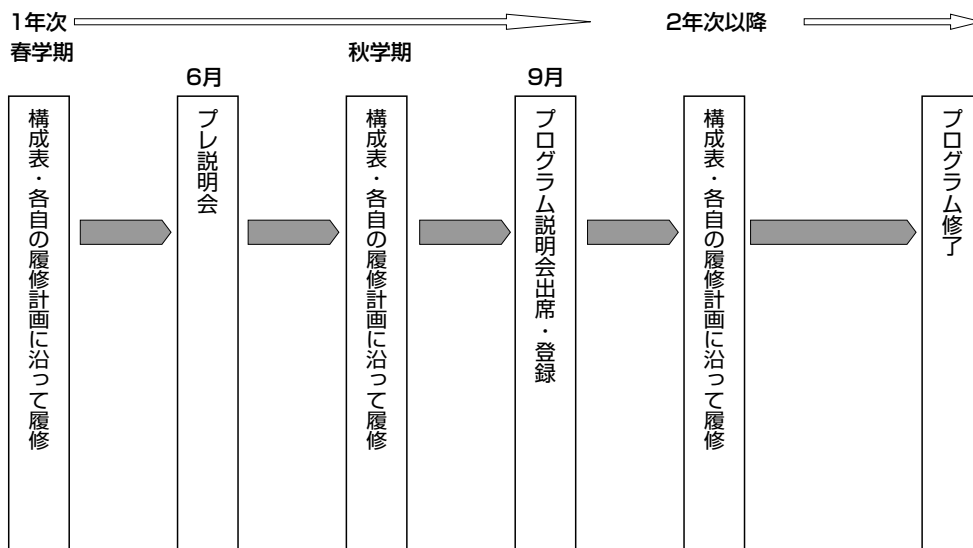 1年次
2年次以降
春学期
秋学期
6月
9月
構成表・各自の履修計画に沿って履修
プレ説明会
構成表・各自の履修計画に沿って履修
プログラム説明会出席・登録
構成表・各自の履修計画に沿って履修
プログラム修了